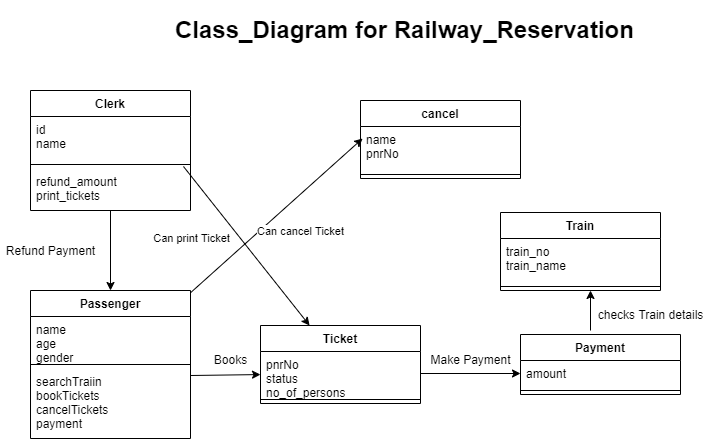 Class_Diagram for Railway_Reservation
Clerk
id
name
refund_amount
print_tickets
cancel
name
pnrNo
Can print Ticket
Can cancel Ticket
Refund Payment
Train
train_no
train_name
checks Train details
Passenger
name
age
gender
searchTraiin
bookTickets
cancelTickets
payment
Books
Ticket
pnrNo
status
no_of_persons
Make Payment
Payment
amount